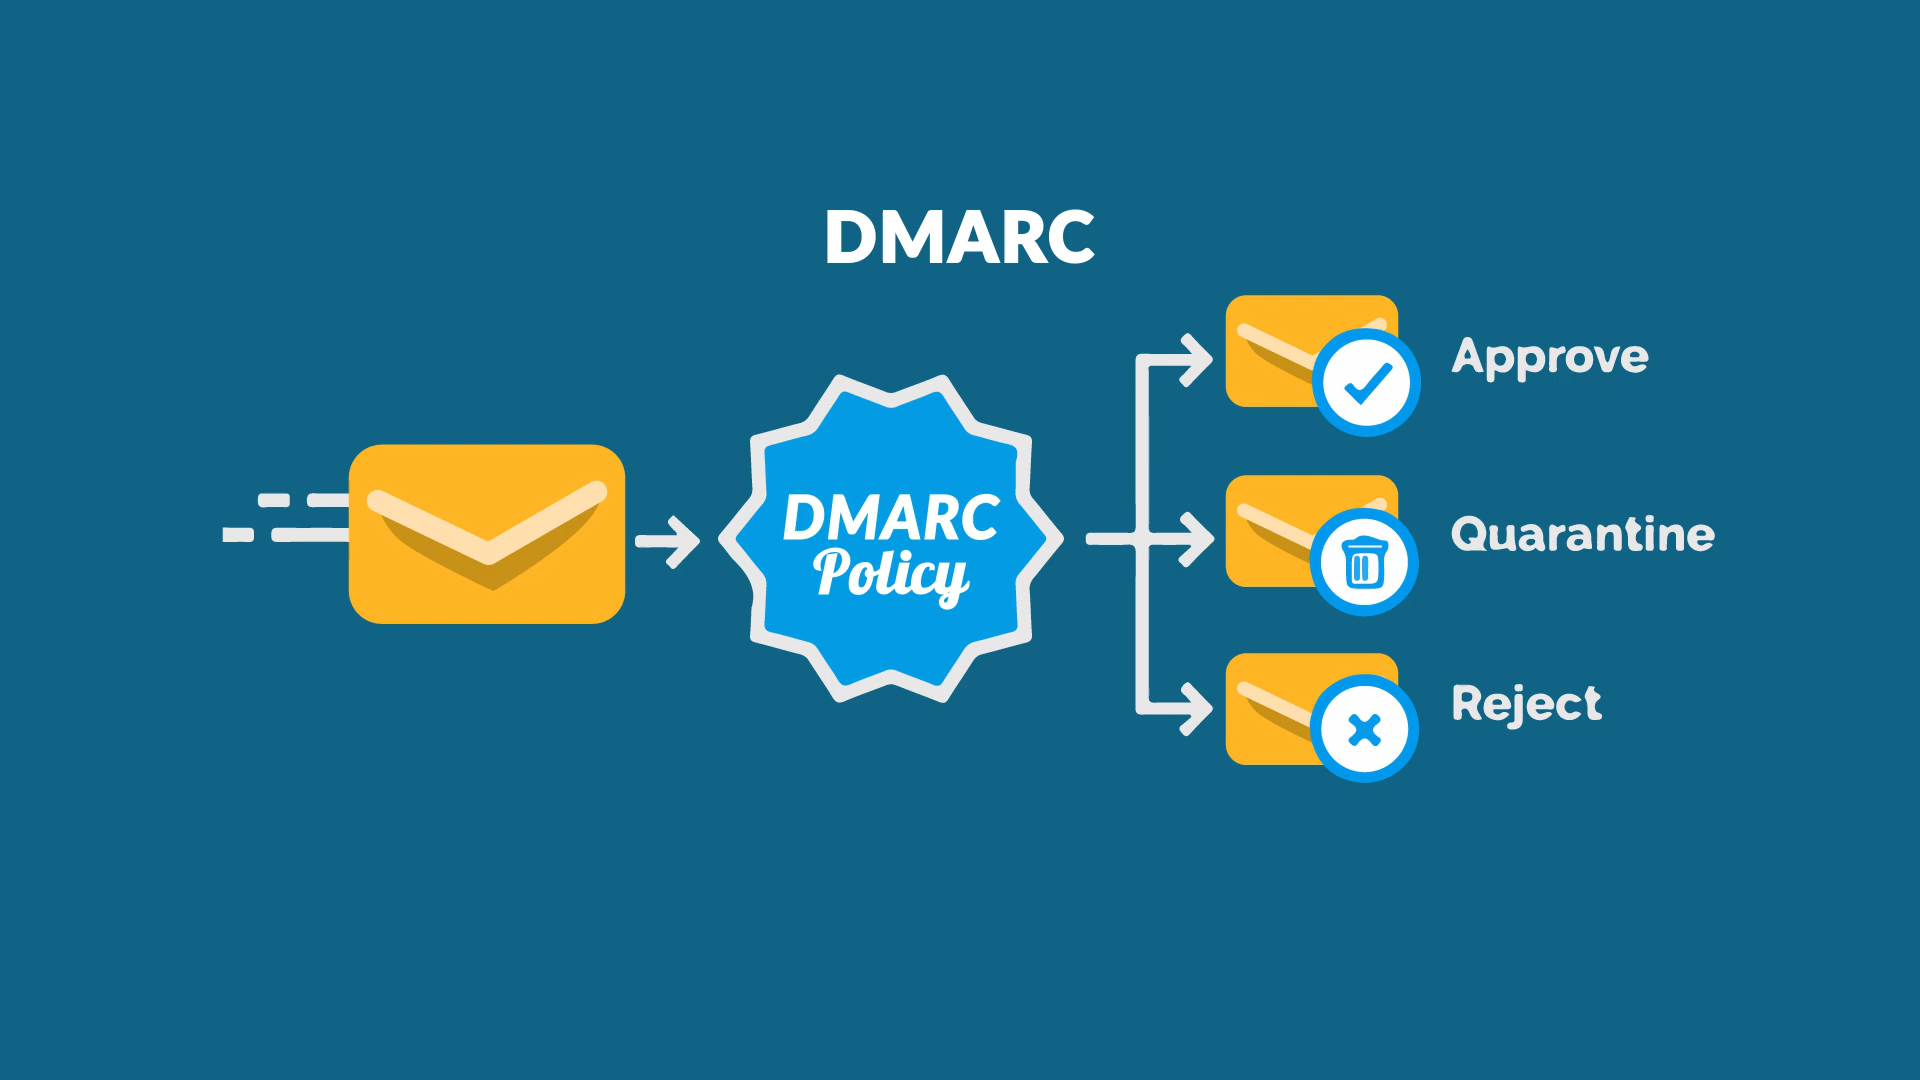 DMARC
DMARC
Policy
Approve
Quarantine
Reject